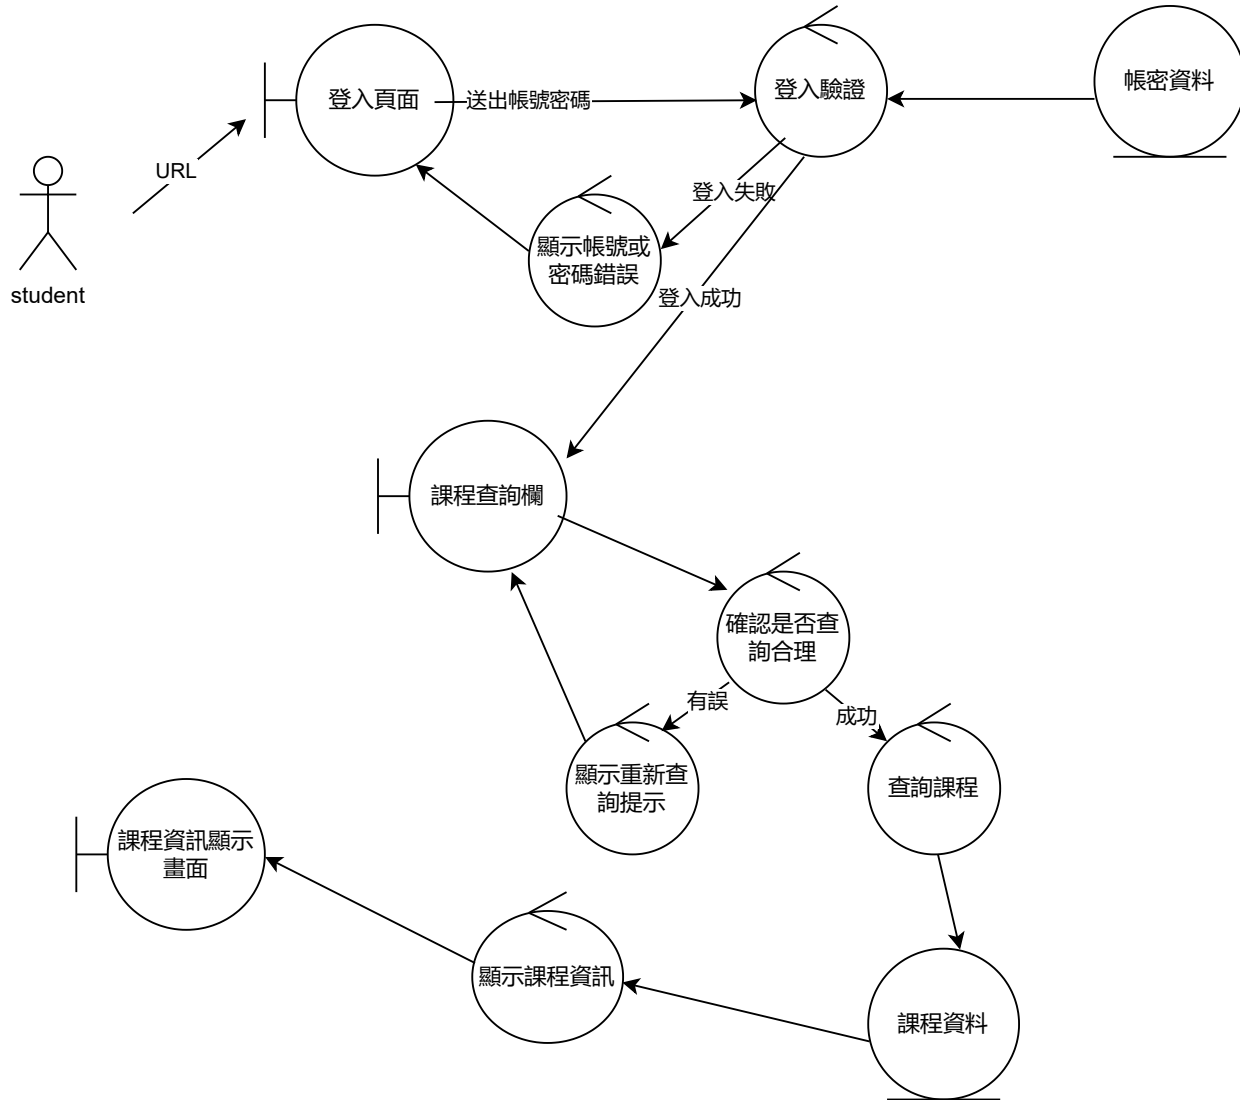 登入頁面
送出帳號密碼
登入驗證
帳密資料
URL
student
登入失敗
顯示帳號或
密碼錯誤
登入成功
課程查詢欄
確認是否查
詢合理
有誤
成功
顯示重新查
詢提示
查詢課程
課程資訊顯示
畫面
顯示課程資訊
課程資料